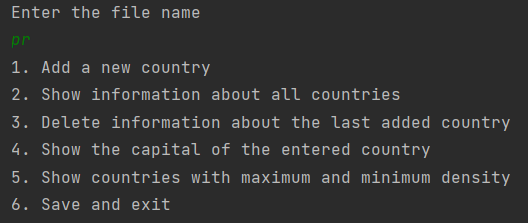 Enter the file name
pr
1. Add a new country
2. Show information about all countries
3. Delete information about the last added country
4. Show the capital of the entered country
5. Show countries with maximum and minimum density
6. Save and exit